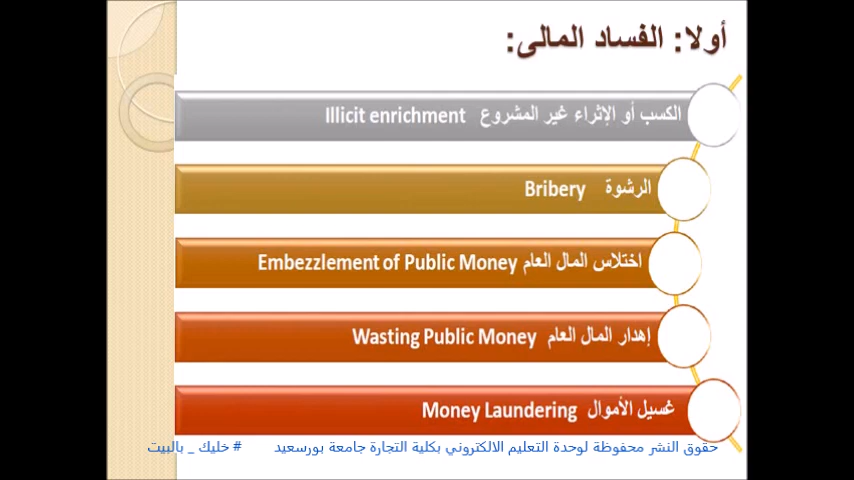 أولا: الفساد المالى:
الكسب أو الإثراء غير المشروع Illicit enrichment
الرشوة Bribery
اختلاس المال العام Embezzlement of Public Money
إهدار المال العام Wasting Public Money
غسيل الأموال Money Laundering
حقوق النشر محفوظة لوحدة التعليم الالكتروني بكلية التجارة جامعة بورسعيد # خليك _ بالبيت